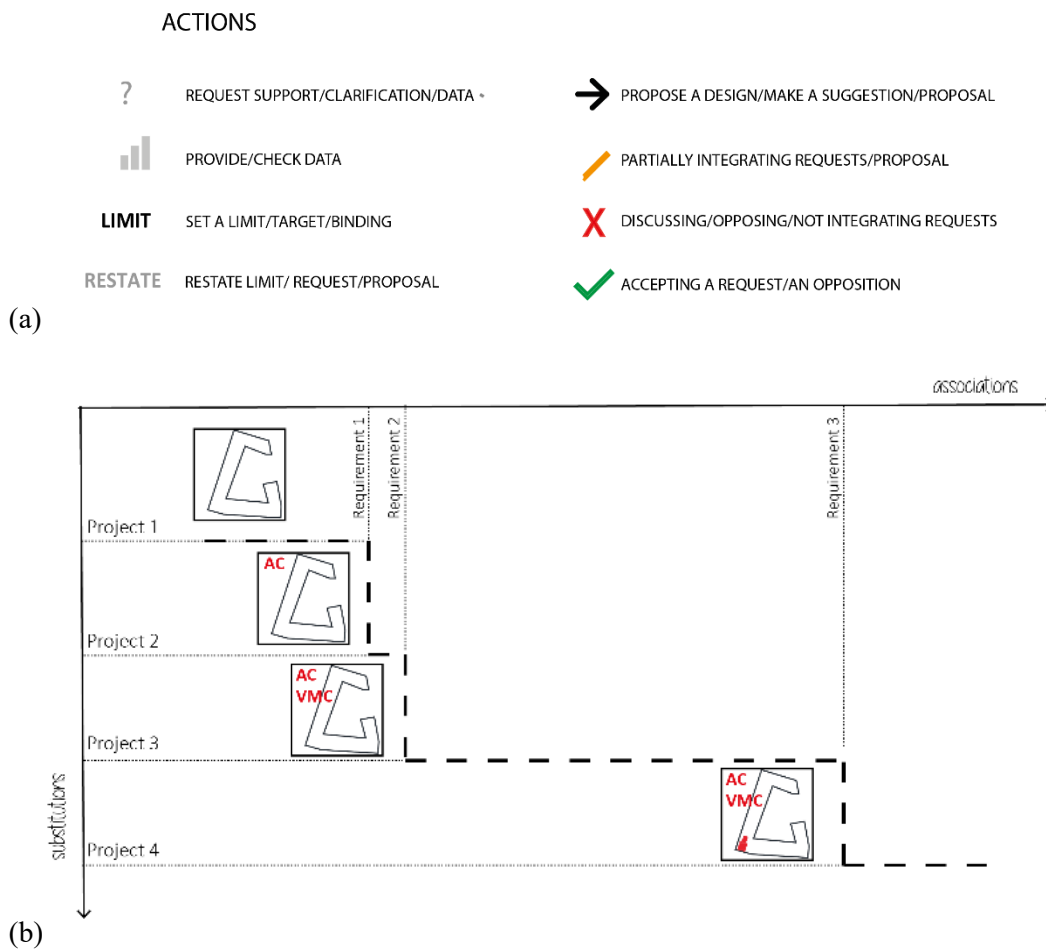 ACTIONS
? REQUEST SUPPORT/CLARIFICATION/DATA
PROPOSE A DESIGN/MAKE A SUGGESTION/PROPOSAL
PROVIDE/CHECK DATA
PARTIALLY INTEGRATING REQUESTS/PROPOSAL
LIMIT SET A LIMIT/TARGET/BINDING
X DISCUSSING/OPPOSING/NOT INTEGRATING REQUESTS
RESTATE RESTATE LIMIT/ REQUEST/PROPOSAL
ACCEPTING A REQUEST/AN OPPOSITION
(a)
associations
Requirement 1
Requirement 2
Requirement 3
Project 1
AC
Project 2
AC
VMC
Project 3
AC
VMC
Project 4
substitutions
(b)